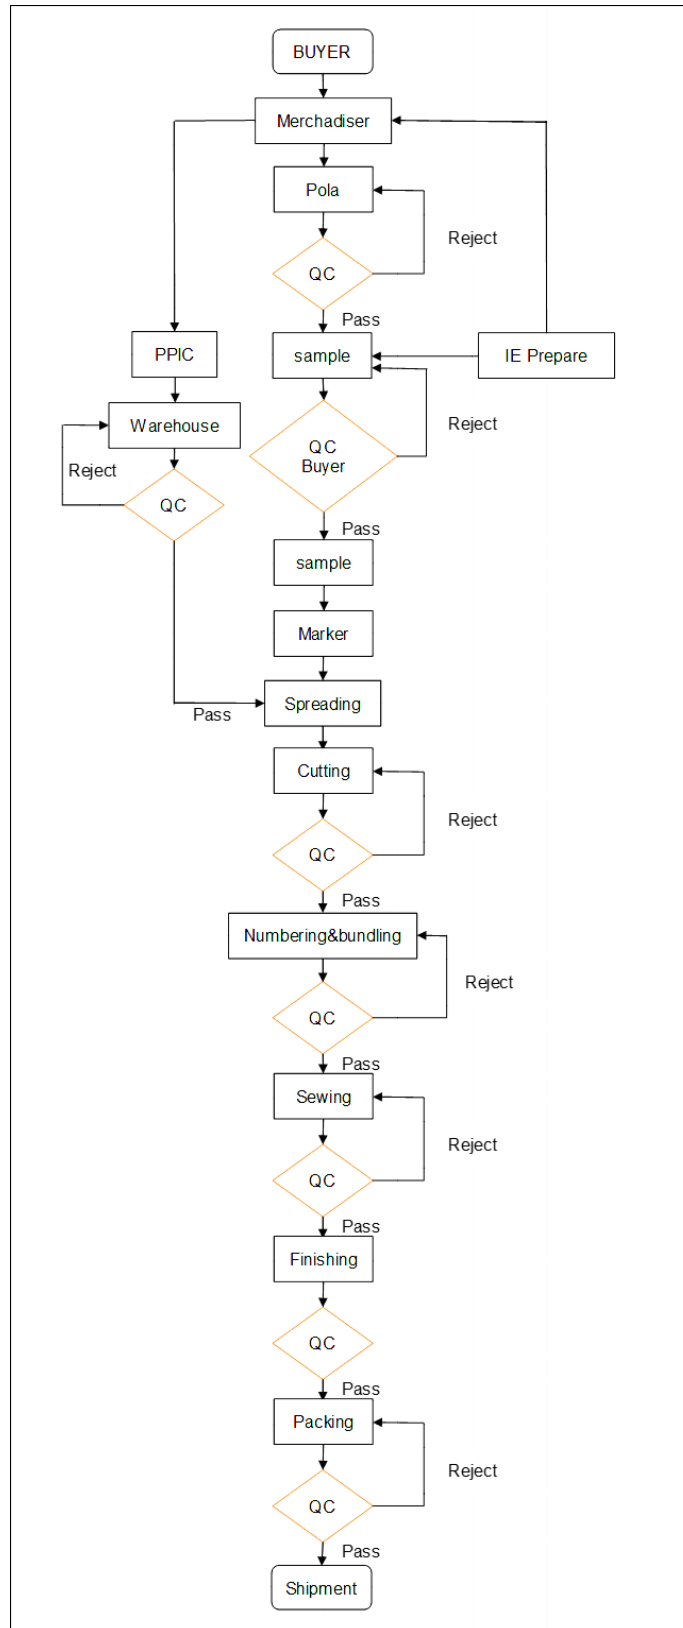 BUYER
Merchadiser
Pola
Reject
QC
Pass
PPIC
sample
IE Prepare
Warehouse
Reject
QC
Buyer
Reject
QC
Pass
sample
Marker
Spreading
Pass
Cutting
Reject
QC
Pass
Numbering&bundling
Reject
QC
Pass
Sewing
Reject
QC
Pass
Finishing
QC
Pass
Packing
Reject
QC
Pass
Shipment